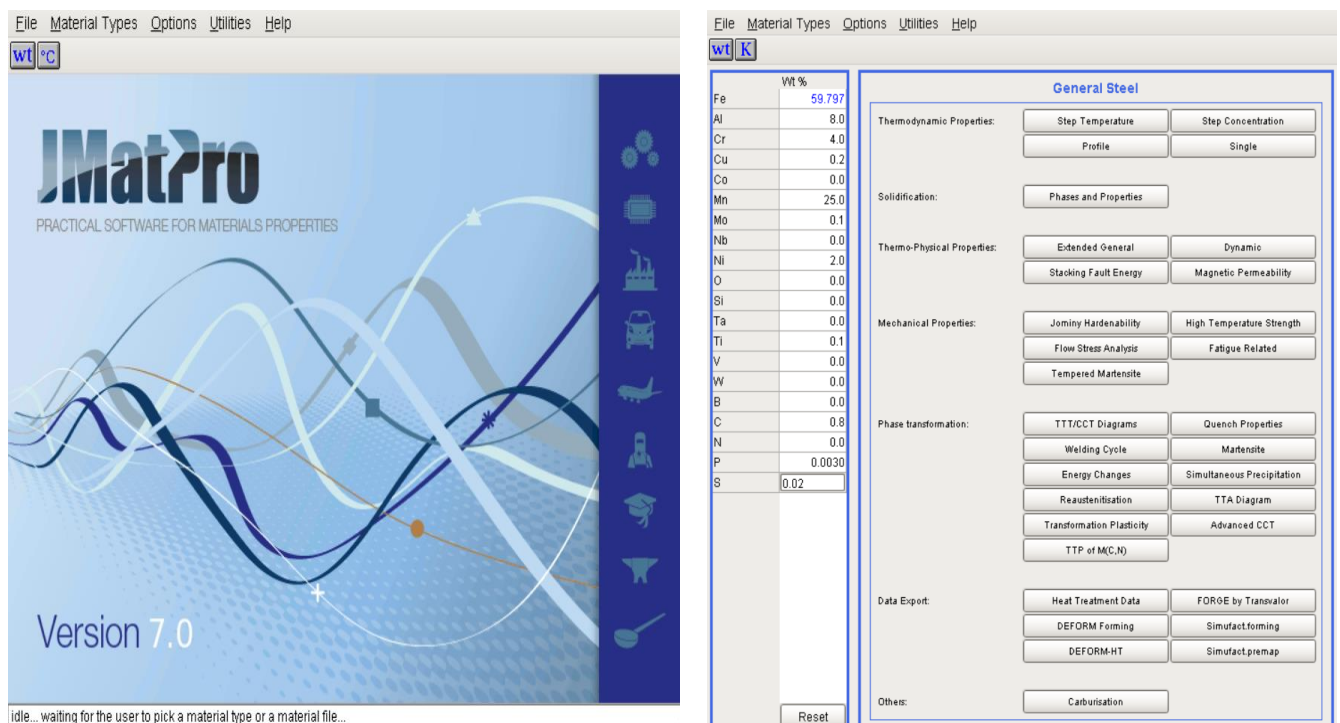 File Material Types Options Utilities Help
wt °C
JMatPro
PRACTICAL SOFTWARE FOR MATERIALS PROPERTIES
Version 7.0
idle... waiting for the user to pick a material type or a material file...
File Material Types Options Utilities Help
wt K
Wt %
Fe 59.797
Al 8.0
Cr 4.0
Cu 0.2
Co 0.0
Mn 25.0
Mo 0.1
Nb 0.0
Ni 2.0
O 0.0
Si 0.0
Ta 0.0
Ti 0.1
V 0.0
W 0.0
B 0.0
C 0.8
N 0.0
P 0.0030
S 0.02
Reset
General Steel
Thermodynamic Properties: Step Temperature Step Concentration
Profile Single
Solidification: Phases and Properties
Thermo-Physical Properties: Extended General Dynamic
Stacking Fault Energy Magnetic Permeability
Mechanical Properties: Jominy Hardenability High Temperature Strength
Flow Stress Analysis Fatigue Related
Tempered Martensite
Phase transformation: TTT/CCT Diagrams Quench Properties
Welding Cycle Martensite
Energy Changes Simultaneous Precipitation
Reaustenitisation TTA Diagram
Transformation Plasticity Advanced CCT
TTP of M(C,N)
Data Export: Heat Treatment Data FORGE by Transvalor
DEFORM Forming Simufact.forming
DEFORM-HT Simufact.premap
Others: Carburisation